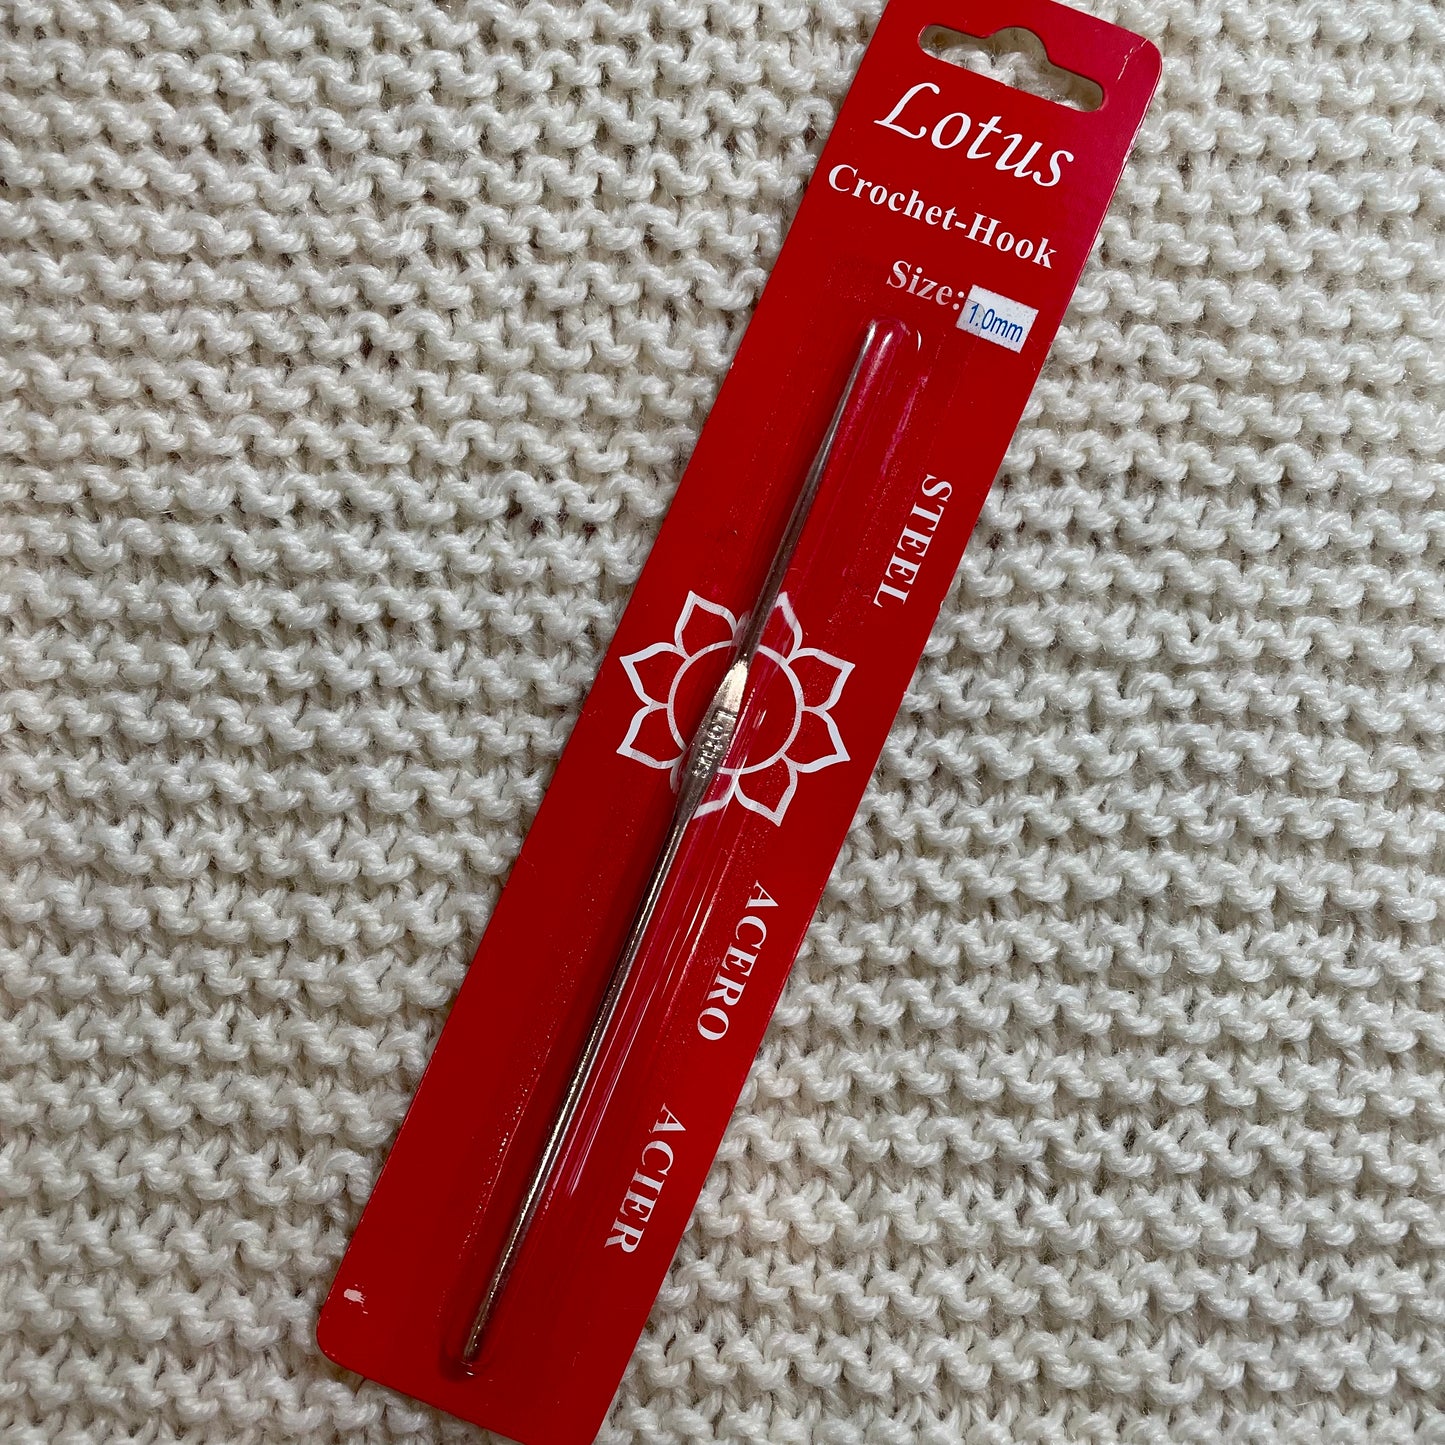 Lotus
Crochet-Hook
Size: 1.0mm
STEEL
ACERO
ACIER